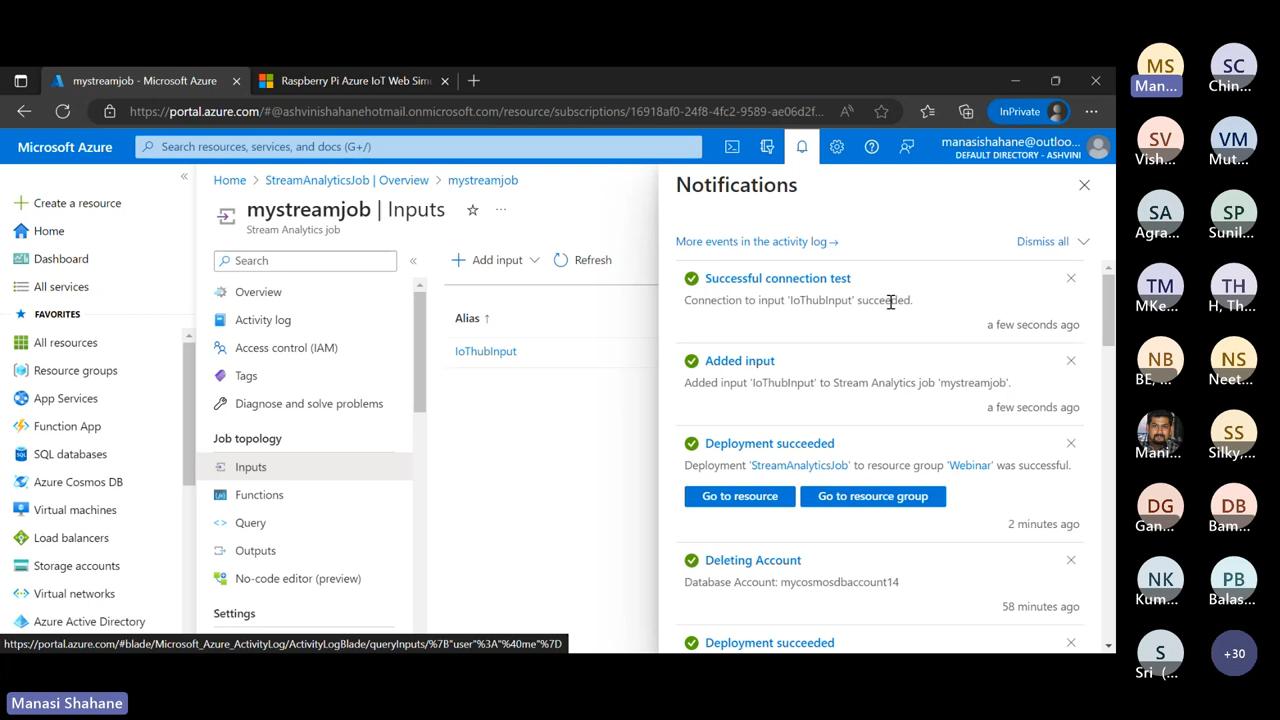 mystreamjob - Microsoft Azure
Raspberry Pi Azure IoT Web Sim
https://portal.azure.com/#@ashvinishahanehotmail.onmicrosoft.com/resource/subscriptions/16918af0-24f8-4fc2-9589-ae06d2f...
InPrivate
Microsoft Azure
Search resources, services, and docs (G+/)
manasishahane@outloo...
DEFAULT DIRECTORY - ASHVINI
Create a resource
Home
Dashboard
All services
FAVORITES
All resources
Resource groups
App Services
Function App
SQL databases
Azure Cosmos DB
Virtual machines
Load balancers
Storage accounts
Virtual networks
Azure Active Directory
Home > StreamAnalyticsJob | Overview > mystreamjob
mystreamjob | Inputs
Stream Analytics job
Search
Overview
Activity log
Access control (IAM)
Tags
Diagnose and solve problems
Job topology
Inputs
Functions
Query
Outputs
No-code editor (preview)
Settings
Add input
Refresh
Alias ↑
IoThubInput
Notifications
More events in the activity log →
Dismiss all
Successful connection test
Connection to input 'IoThubInput' succeeded.
a few seconds ago
Added input
Added input 'IoThubInput' to Stream Analytics job 'mystreamjob'.
a few seconds ago
Deployment succeeded
Deployment 'StreamAnalyticsJob' to resource group 'Webinar' was successful.
Go to resource
Go to resource group
2 minutes ago
Deleting Account
Database Account: mycosmosdbaccount14
58 minutes ago
Deployment succeeded
https://portal.azure.com/#blade/Microsoft_Azure_ActivityLog/ActivityLogBlade/queryInputs/%7B"user"%3A"%40me"%7D
Manasi Shahane
MS
Man...
SC
Chin...
SV
Vish...
VM
Mut...
SA
Agra...
SP
Sunil...
TM
MKe...
TH
H, Th...
NB
BE, ...
NS
Neet...
Mani...
SS
Silky,...
DG
Gan...
DB
Bam...
NK
Kum...
PB
Balas...
S
Sri (...
+30